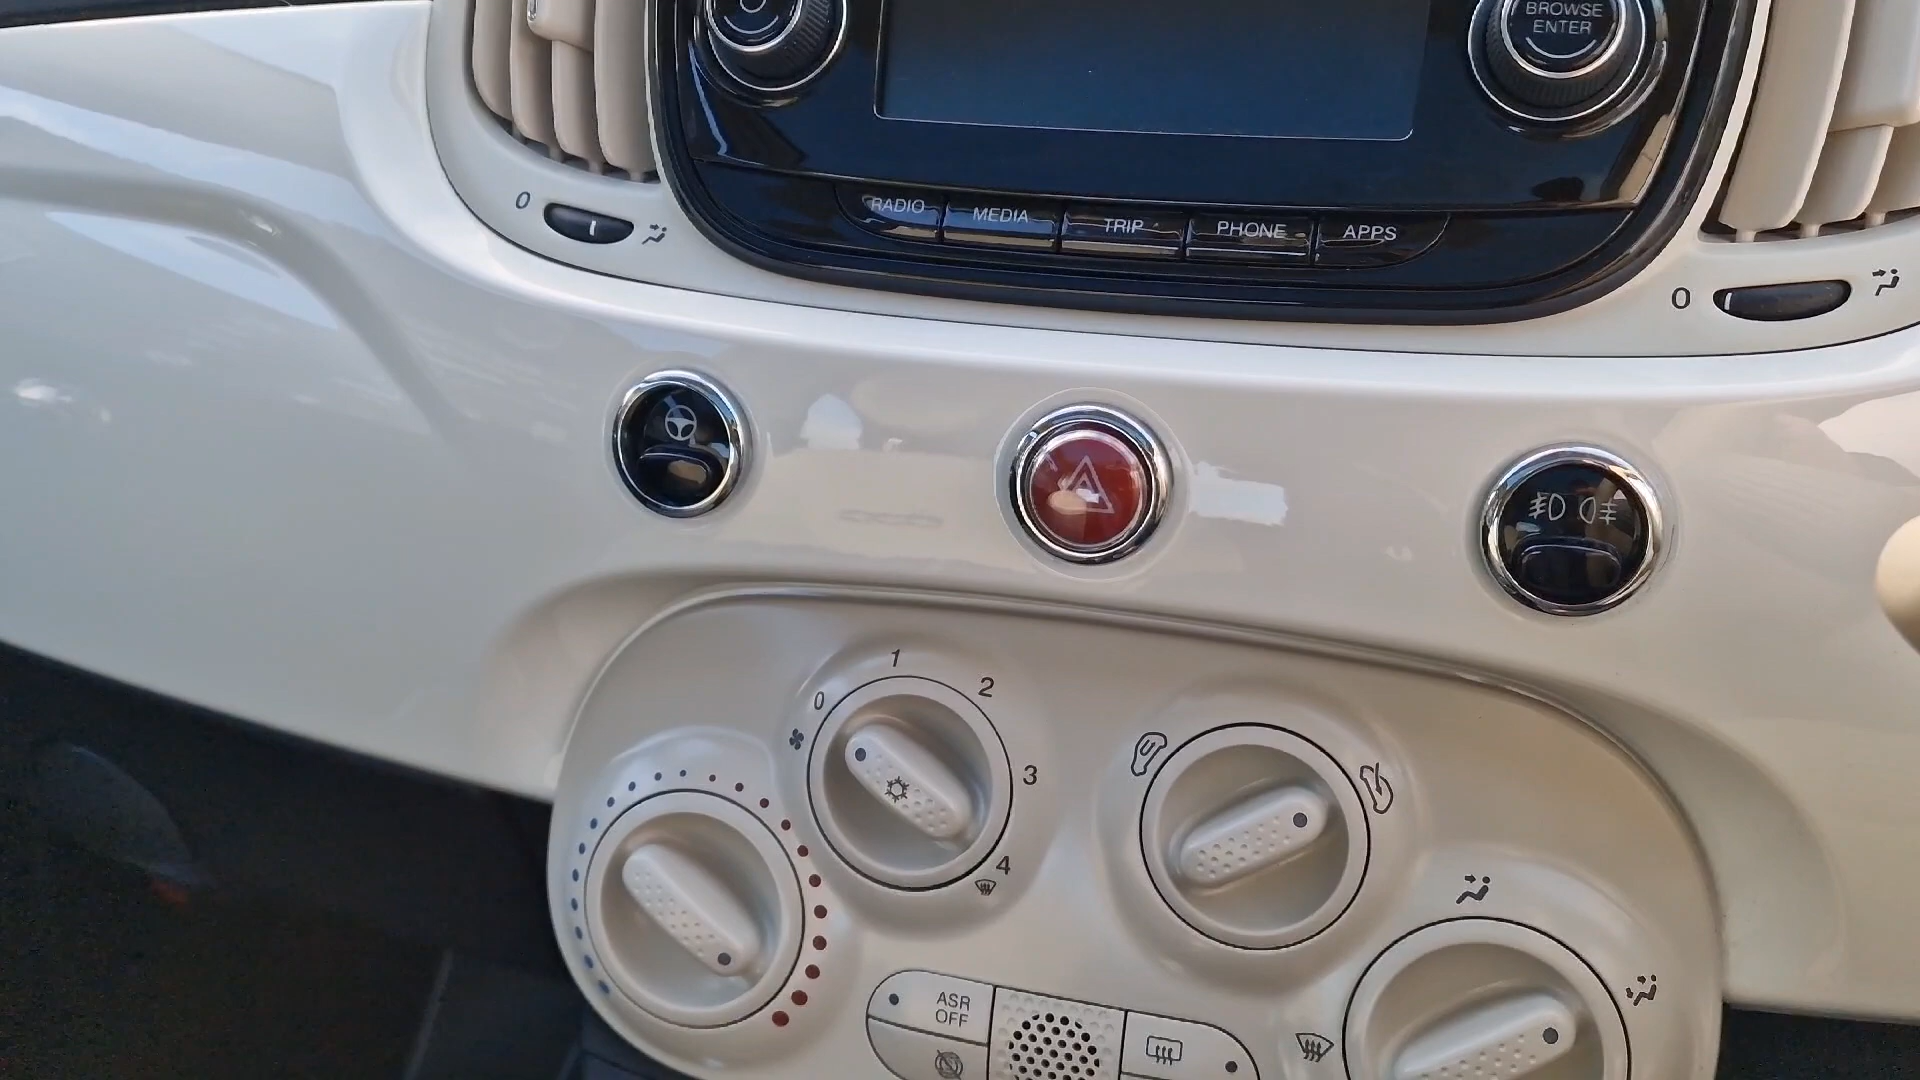 BROWSE
ENTER
RADIO
MEDIA
TRIP
PHONE
APPS
0
0
0
1
2
3
4
ASR
OFF